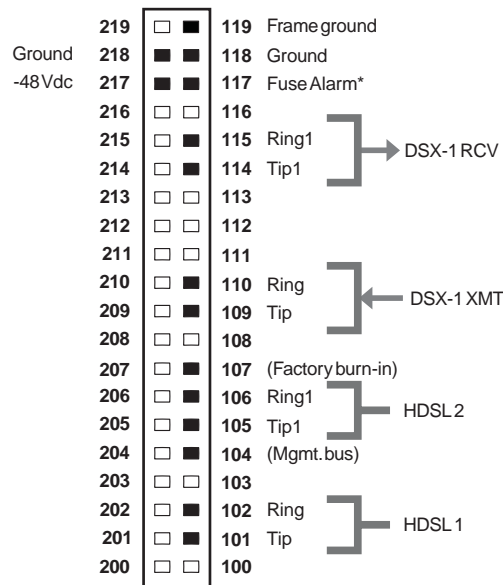 219 119 Frame ground
Ground 218 118 Ground
-48 Vdc 217 117 Fuse Alarm*
216 116
215 115 Ring1
DSX-1 RCV
214 114 Tip1
213 113
212 112
211 111
210 110 Ring
DSX-1 XMT
209 109 Tip
208 108
207 107 (Factory burn-in)
206 106 Ring1
HDSL 2
205 105 Tip1
204 104 (Mgmt. bus)
203 103
202 102 Ring
HDSL 1
201 101 Tip
200 100